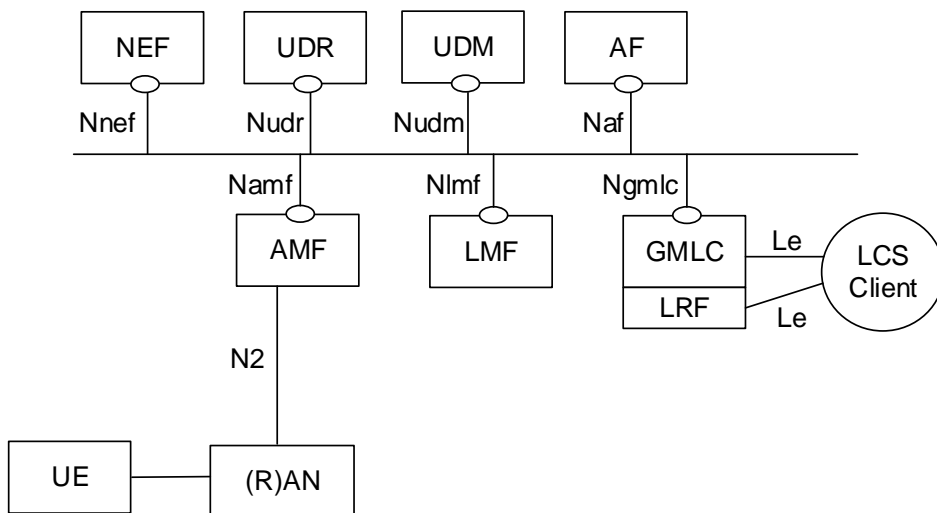 NEF
UDR
UDM
AF
Nnef
Nudr
Nudm
Naf
Namf
Nlmf
Ngmlc
AMF
LMF
GMLC
LRF
Le
Le
LCS
Client
N2
UE
(R)AN